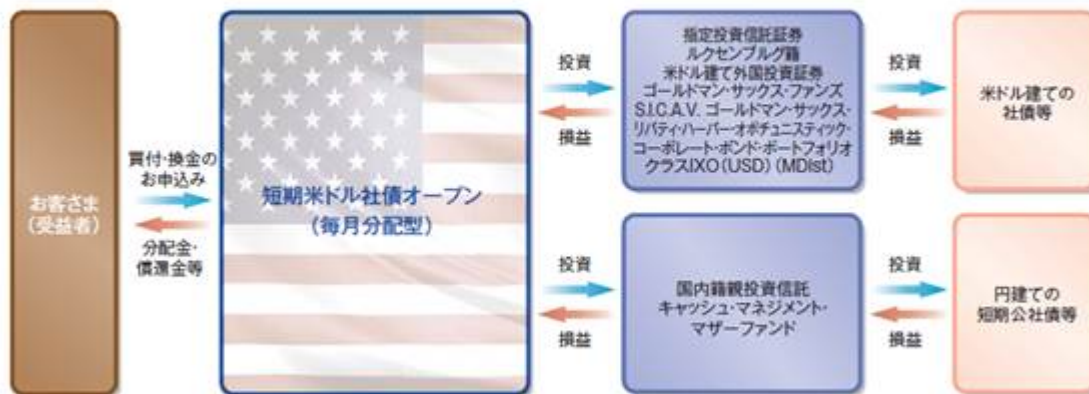 お客さま
(受益者)
買付・換金の
お申込み
分配金・
償還金等
短期米ドル社債オープン
(毎月分配型)
投資
損益
指定投資信託証券
ルクセンブルグ籍
米ドル建て外国投資証券
ゴールドマン・サックス・ファンズ
S.I.C.A.V. ゴールドマン・サックス・
リバティ・ハーバー・オポチュニスティック・
コーポレート・ボンド・ポートフォリオ
クラスIXO(USD)(MDist)
投資
損益
米ドル建ての
社債等
投資
損益
国内籍親投資信託
キャッシュ・マネジメント・
マザーファンド
投資
損益
円建ての
短期公社債等